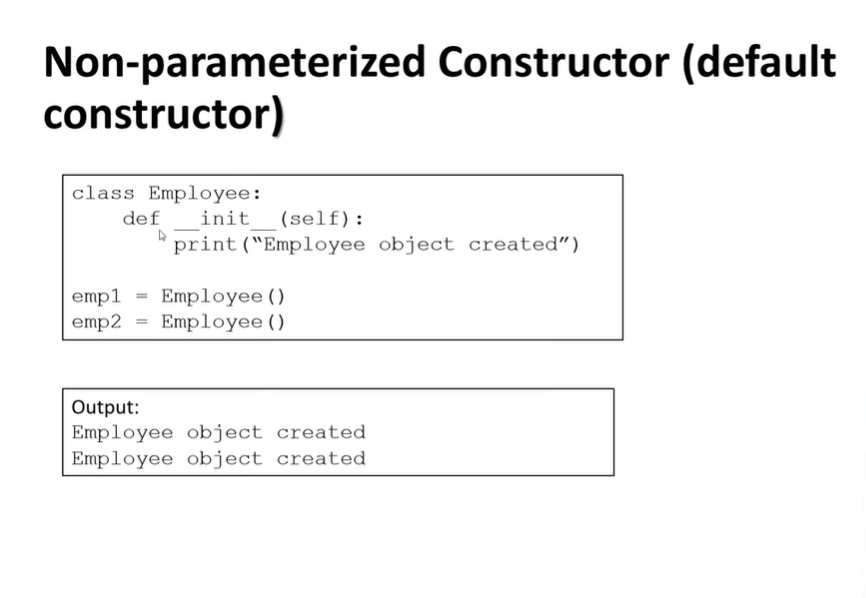 Non-parameterized Constructor (default
constructor)
class Employee:
    def __init__(self):
        print(“Employee object created”)
emp1 = Employee()
emp2 = Employee()
Output:
Employee object created
Employee object created